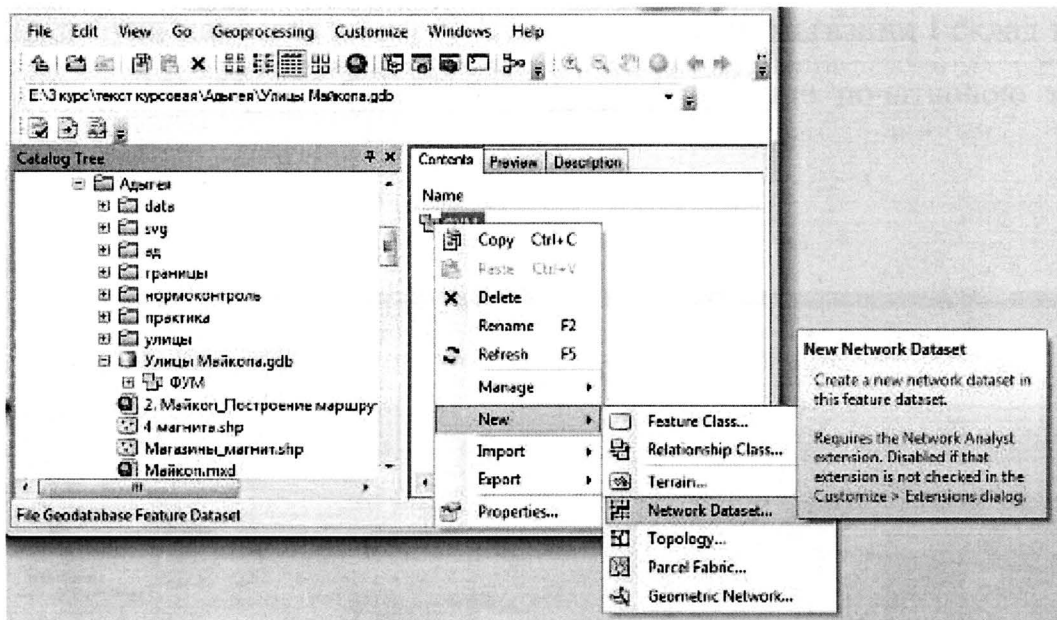 File Edit View Go Geoprocessing Customize Windows Help
E:\3 курс\текст курсовая\Адыгея\Улицы Майкопа.gdb
Catalog Tree
Адыгея
data
svg
ад
границы
нормоконтроль
практика
улицы
Улицы Майкопа.gdb
ФУМ
2. Майкоп_Построение маршру
4 магнита.shp
Магазины_магнит.shp
Майкоп.mxd
File Geodatabase Feature Dataset
Contents Preview Description
Name
Copy Ctrl+C
Paste Ctrl+V
Delete
Rename F2
Refresh F5
Manage
New
Import
Export
Properties...
Feature Class...
Relationship Class...
Terrain...
Network Dataset...
Topology...
Parcel Fabric...
Geometric Network...
New Network Dataset
Create a new network dataset in
this feature dataset.
Requires the Network Analyst
extension. Disabled if that
extension is not checked in the
Customize > Extensions dialog.